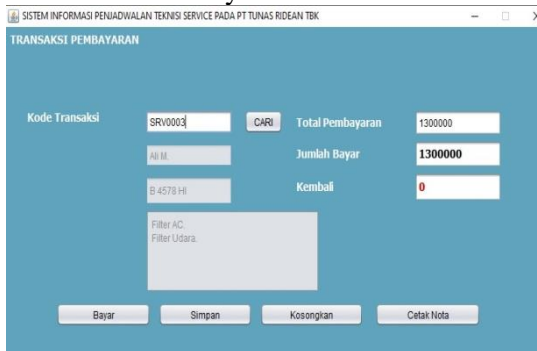 SISTEM INFORMASI PENJADWALAN TEKNISI SERVICE PADA PT TUNAS RIDEAN TBK
TRANSAKSI PEMBAYARAN
Kode Transaksi SRV0003 CARI Total Pembayaran 1300000
Ali M. Jumlah Bayar 1300000
B 4578 HI Kembali 0
Filter AC.
Filter Udara.
Bayar Simpan Kosongkan Cetak Nota